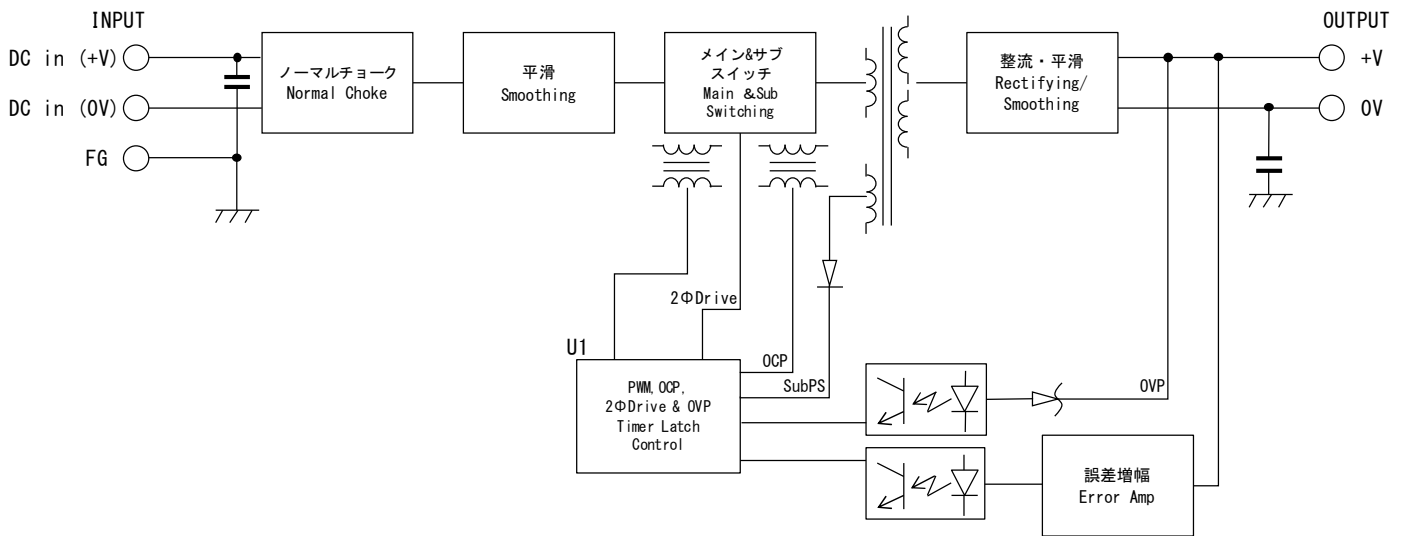 INPUT
OUTPUT
DC in (+V)
DC in (0V)
FG
ノーマルチョーク
Normal Choke
平滑
Smoothing
メイン&サブ
スイッチ
Main &Sub
Switching
整流・平滑
Rectifying/
Smoothing
+V
0V
2ΦDrive
U1
OCP
SubPS
PWM, OCP,
2ΦDrive & OVP
Timer Latch
Control
OVP
誤差増幅
Error Amp